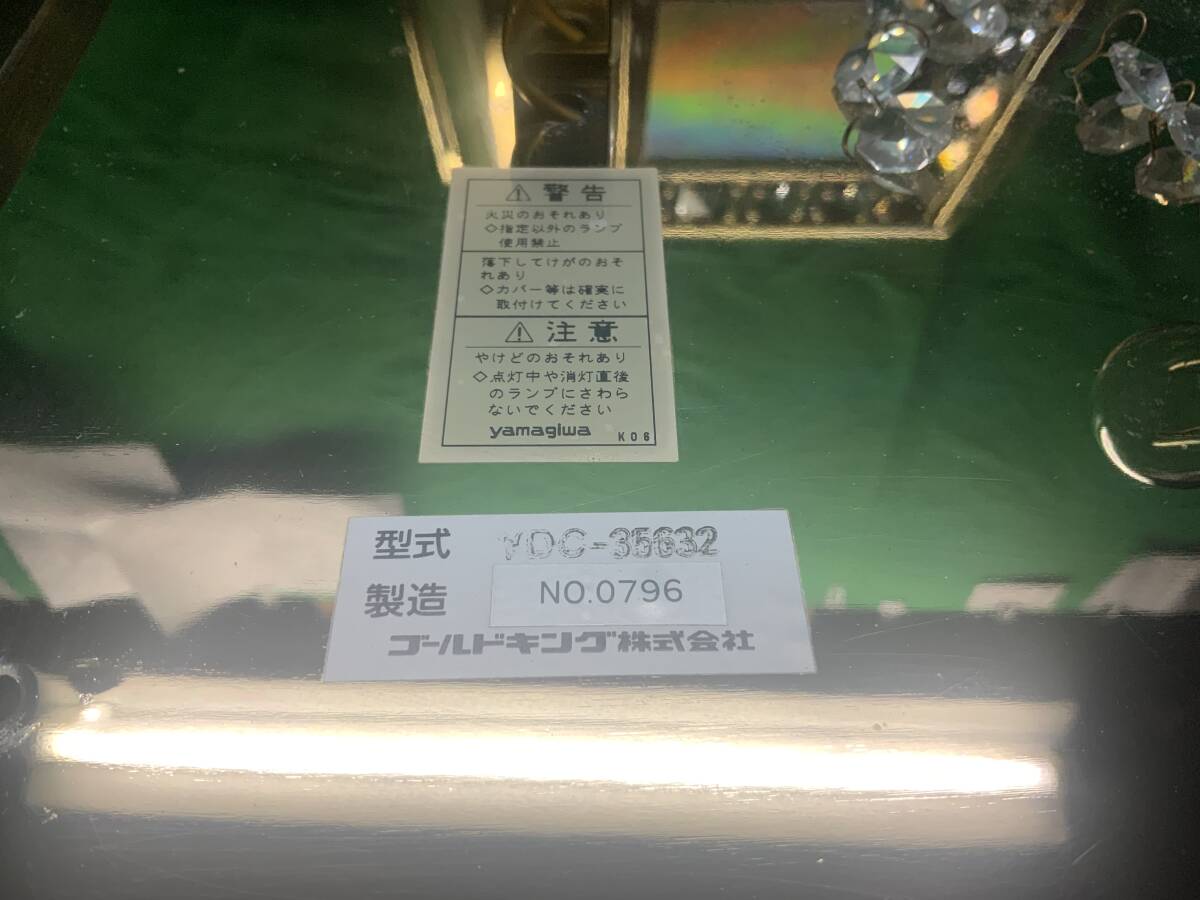 ⚠ 警告
火災のおそれあり
◇指定以外のランプ
使用禁止
落下してけがのおそ
れあり
◇カバー等は確実に
取付けてください
⚠ 注意
やけどのおそれあり
◇点灯中や消灯直後
のランプにさわら
ないでください
yamagiwa K06
型式 YDC-35632
製造 NO.0796
ゴールドキング株式会社